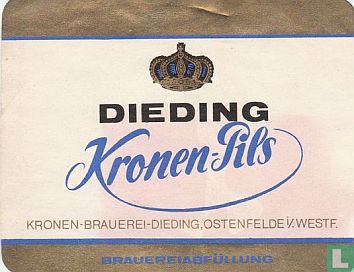 DIEDING
Kronen-Pils
KRONEN-BRAUEREI-DIEDING, OSTENFELDE I/WESTF.
BRAUEREIABFÜLLUNG